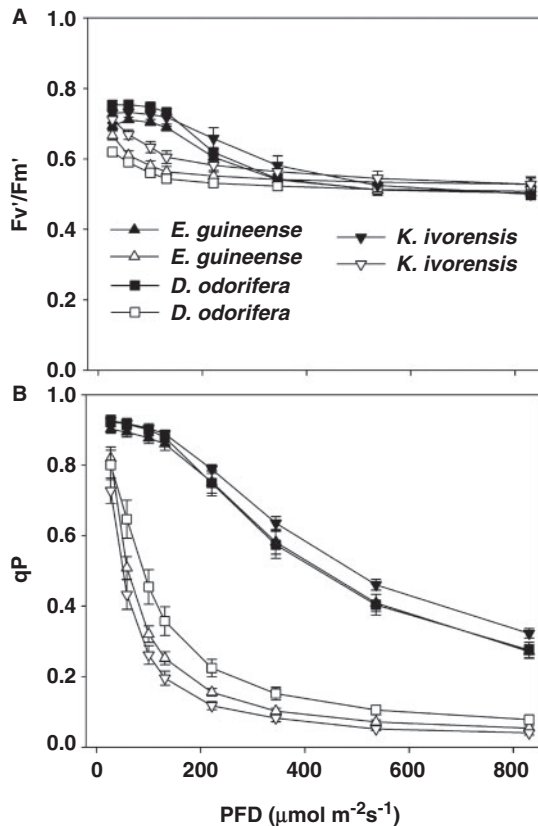 A
1.0
0.8
0.6
0.4
0.2
0.0
Fv'/Fm'
E. guineense
E. guineense
D. odorifera
D. odorifera
K. ivorensis
K. ivorensis
B
1.0
0.8
0.6
0.4
0.2
0.0
qP
0 200 400 600 800
PFD (μmol m⁻²s⁻¹)